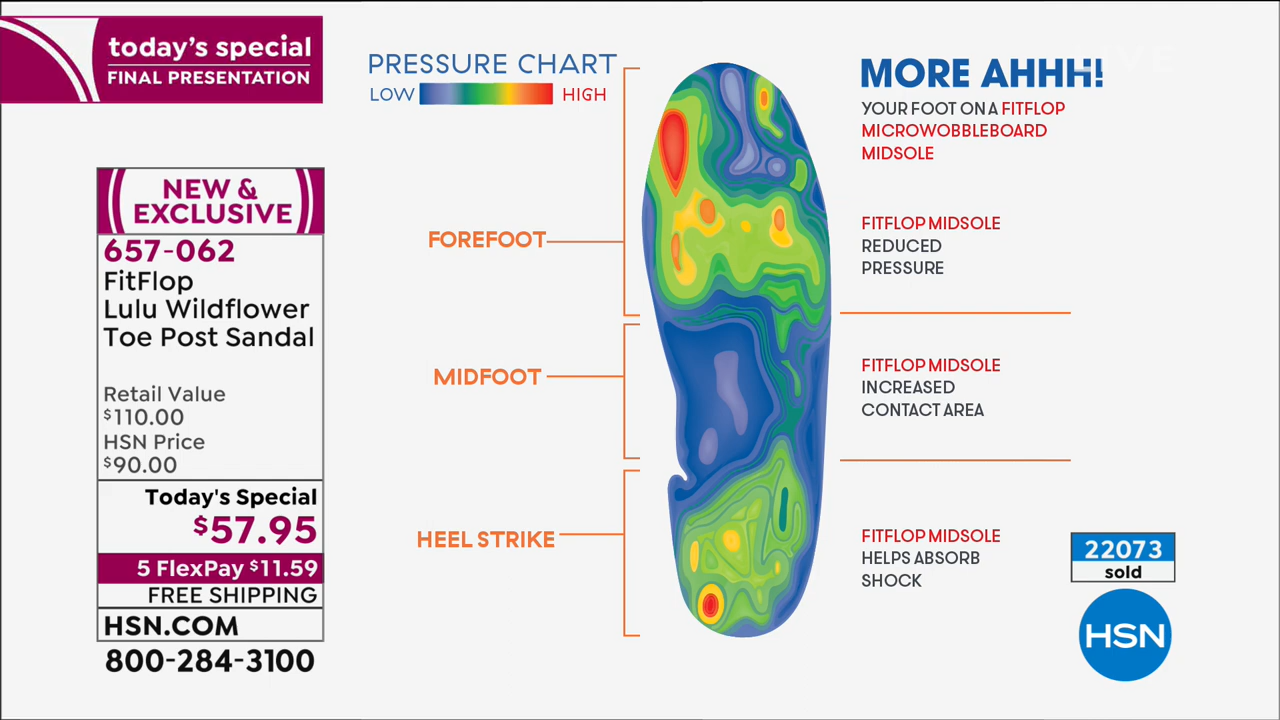 today's special
FINAL PRESENTATION
NEW &
EXCLUSIVE
657-062
FitFlop
Lulu Wildflower
Toe Post Sandal
Retail Value
$110.00
HSN Price
$90.00
Today's Special
$57.95
5 FlexPay $11.59
FREE SHIPPING
HSN.COM
800-284-3100
PRESSURE CHART
LOW HIGH
FOREFOOT
MIDFOOT
HEEL STRIKE
LIVE
MORE AHHH!
YOUR FOOT ON A FITFLOP
MICROWOBBLEBOARD
MIDSOLE
FITFLOP MIDSOLE
REDUCED
PRESSURE
FITFLOP MIDSOLE
INCREASED
CONTACT AREA
FITFLOP MIDSOLE
HELPS ABSORB
SHOCK
22073
sold
HSN